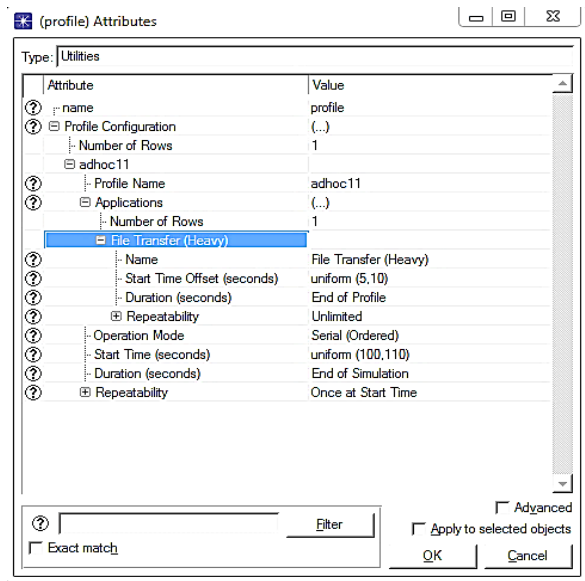 (profile) Attributes
Type: Utilities
Attribute Value
? name profile
? Profile Configuration (...)
Number of Rows 1
adhoc11
? Profile Name adhoc11
? Applications (...)
Number of Rows 1
File Transfer (Heavy)
? Name File Transfer (Heavy)
? Start Time Offset (seconds) uniform (5,10)
? Duration (seconds) End of Profile
? Repeatability Unlimited
? Operation Mode Serial (Ordered)
? Start Time (seconds) uniform (100,110)
? Duration (seconds) End of Simulation
? Repeatability Once at Start Time
Advanced
? Filter Apply to selected objects
Exact match OK Cancel